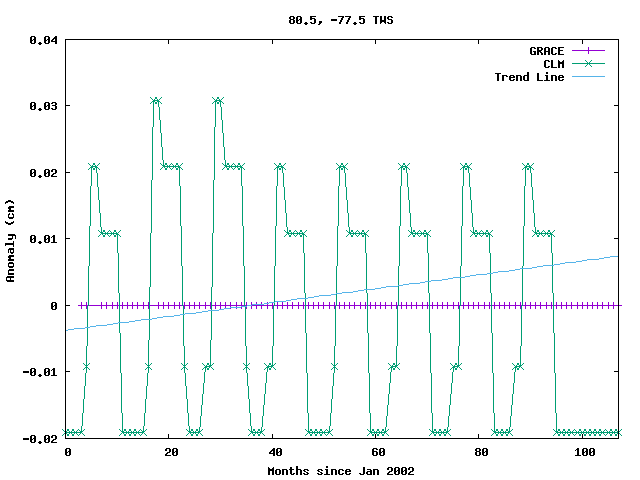 80.5, -77.5 TWS
0.04
0.03
0.02
0.01
0
-0.01
-0.02
Anomaly (cm)
GRACE
CLM
Trend Line
0 20 40 60 80 100
Months since Jan 2002